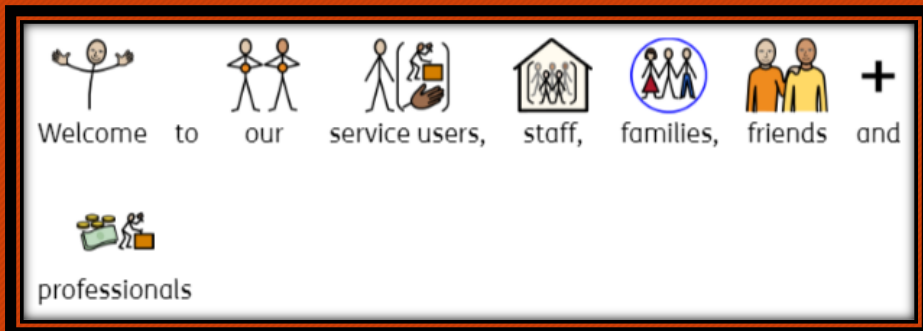 Welcome to our service users, staff, families, friends and
professionals